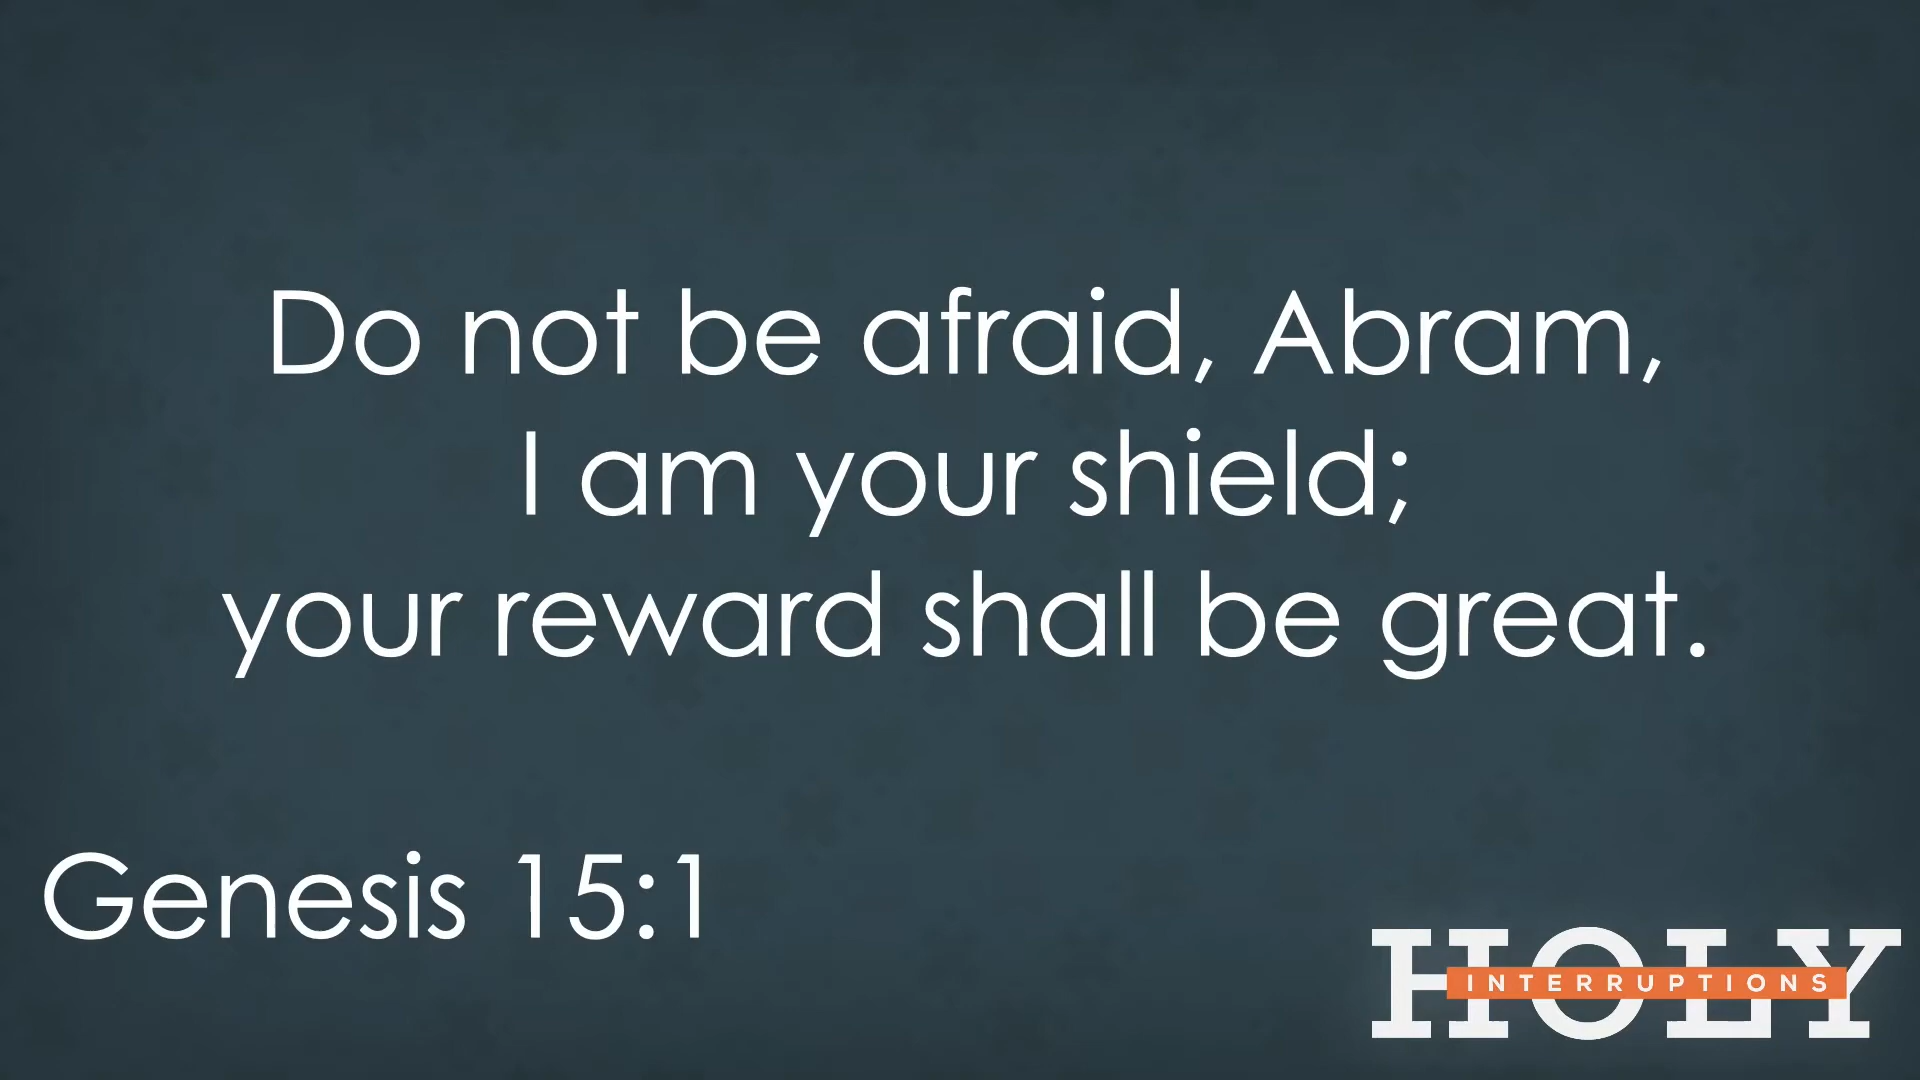 Do not be afraid, Abram,
I am your shield;
your reward shall be great.
Genesis 15:1
HOLY
INTERRUPTIONS